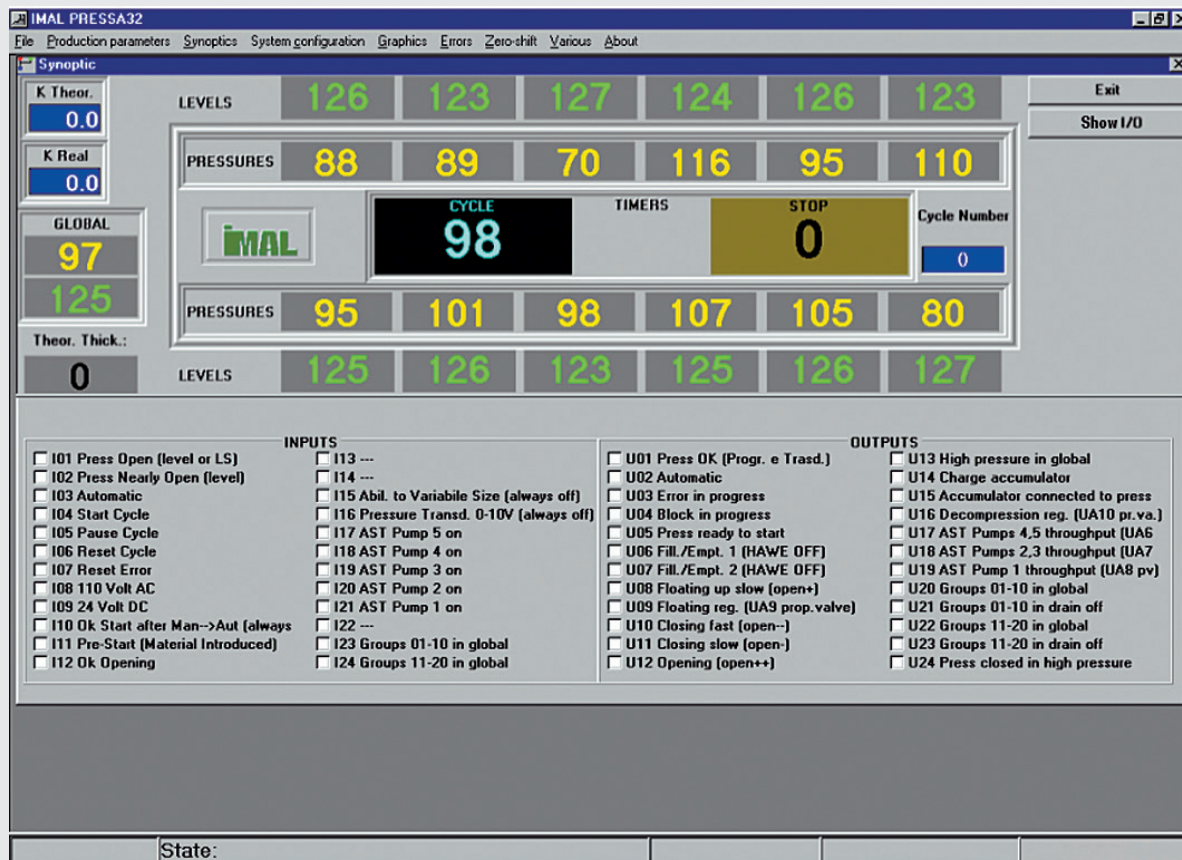 IMAL PRESSA32
File Production parameters Synoptics System configuration Graphics Errors Zero-shift Various About
Synoptic
K Theor.
0.0
K Real
0.0
GLOBAL
97
125
Theor. Thick.:
0
LEVELS 126 123 127 124 126 123
PRESSURES 88 89 70 116 95 110
iMAL
CYCLE
98
TIMERS
STOP
0
Cycle Number
0
PRESSURES 95 101 98 107 105 80
LEVELS 125 126 123 125 126 127
Exit
Show I/O
INPUTS
I01 Press Open (level or LS)
I02 Press Nearly Open (level)
I03 Automatic
I04 Start Cycle
I05 Pause Cycle
I06 Reset Cycle
I07 Reset Error
I08 110 Volt AC
I09 24 Volt DC
I10 Ok Start after Man-->Aut (always
I11 Pre-Start (Material Introduced)
I12 Ok Opening
I13 ---
I14 ---
I15 Abil. to Variabile Size (always off)
I16 Pressure Transd. 0-10V (always off)
I17 AST Pump 5 on
I18 AST Pump 4 on
I19 AST Pump 3 on
I20 AST Pump 2 on
I21 AST Pump 1 on
I22 ---
I23 Groups 01-10 in global
I24 Groups 11-20 in global
OUTPUTS
U01 Press OK (Progr. e Trasd.)
U02 Automatic
U03 Error in progress
U04 Block in progress
U05 Press ready to start
U06 Fill./Empt. 1 (HAWE OFF)
U07 Fill./Empt. 2 (HAWE OFF)
U08 Floating up slow (open+)
U09 Floating reg. (UA9 prop.valve)
U10 Closing fast (open--)
U11 Closing slow (open-)
U12 Opening (open++)
U13 High pressure in global
U14 Charge accumulator
U15 Accumulator connected to press
U16 Decompression reg. (UA10 pr.va.)
U17 AST Pumps 4,5 throughput (UA6
U18 AST Pumps 2,3 throughput (UA7
U19 AST Pump 1 throughput (UA8 pv)
U20 Groups 01-10 in global
U21 Groups 01-10 in drain off
U22 Groups 11-20 in global
U23 Groups 11-20 in drain off
U24 Press closed in high pressure
State: